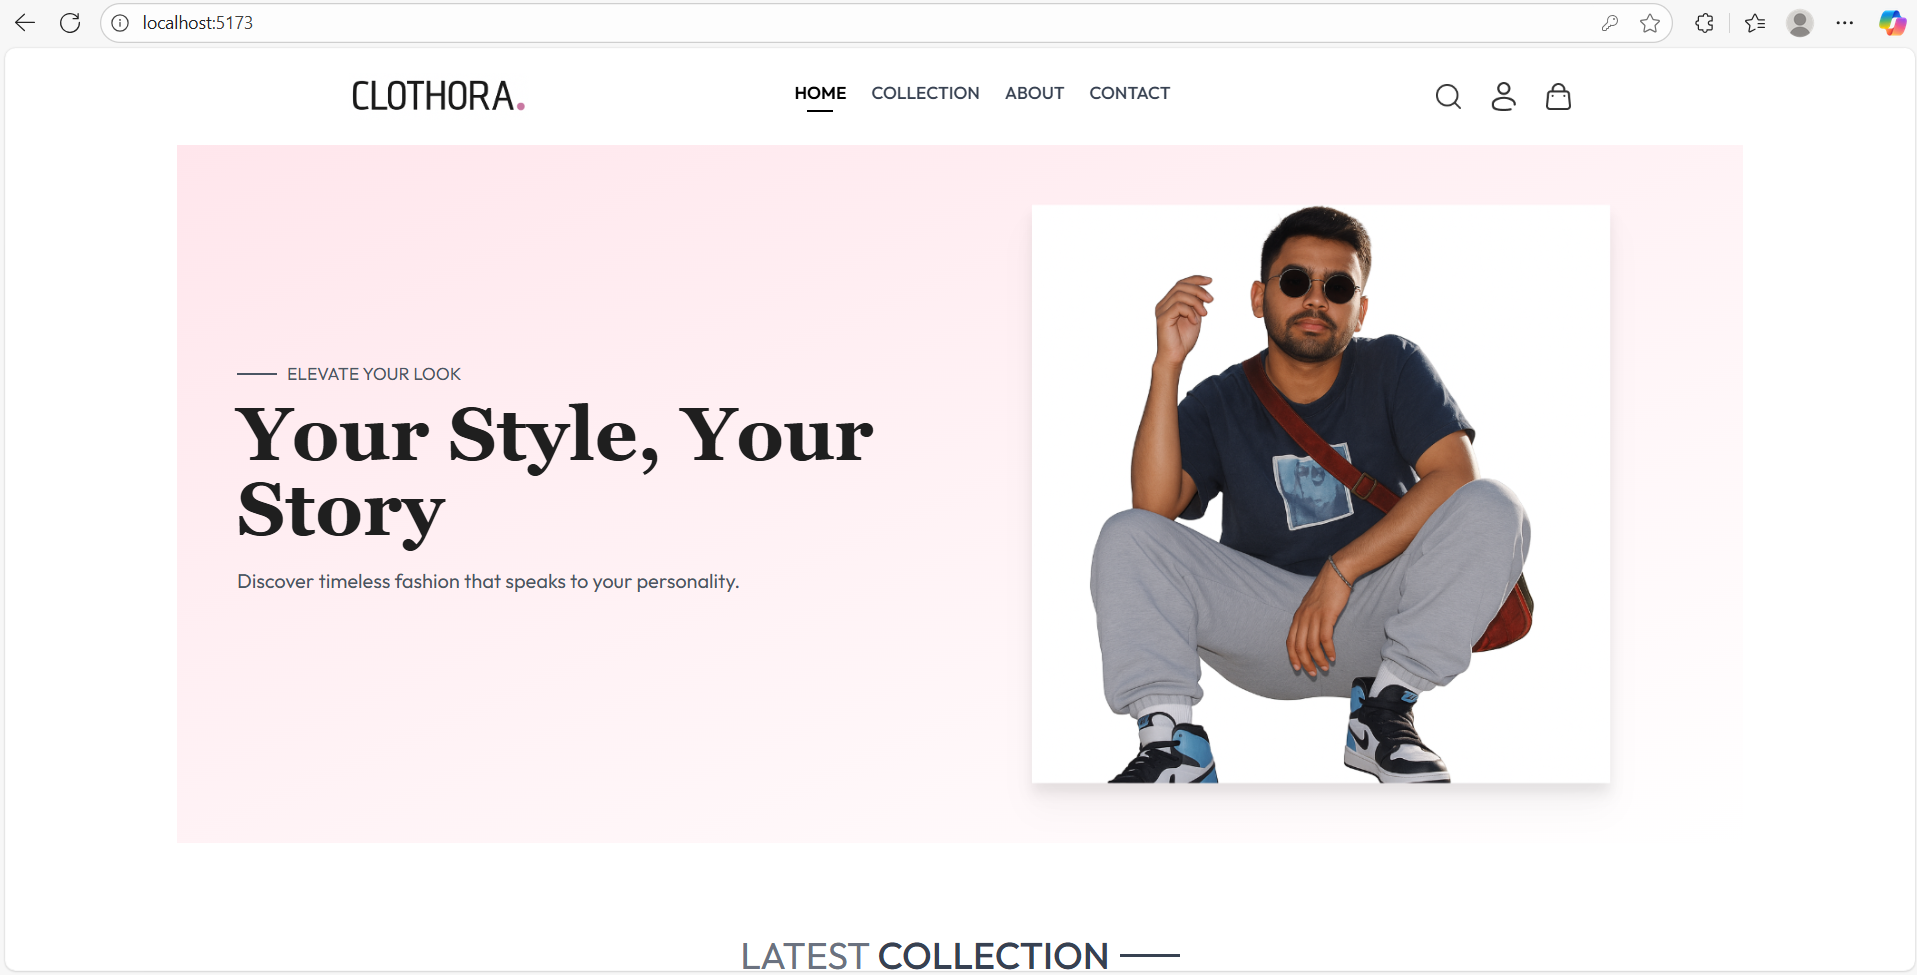 localhost:5173
CLOTHORA.
HOME COLLECTION ABOUT CONTACT
ELEVATE YOUR LOOK
Your Style, Your
Story
Discover timeless fashion that speaks to your personality.
LATEST COLLECTION